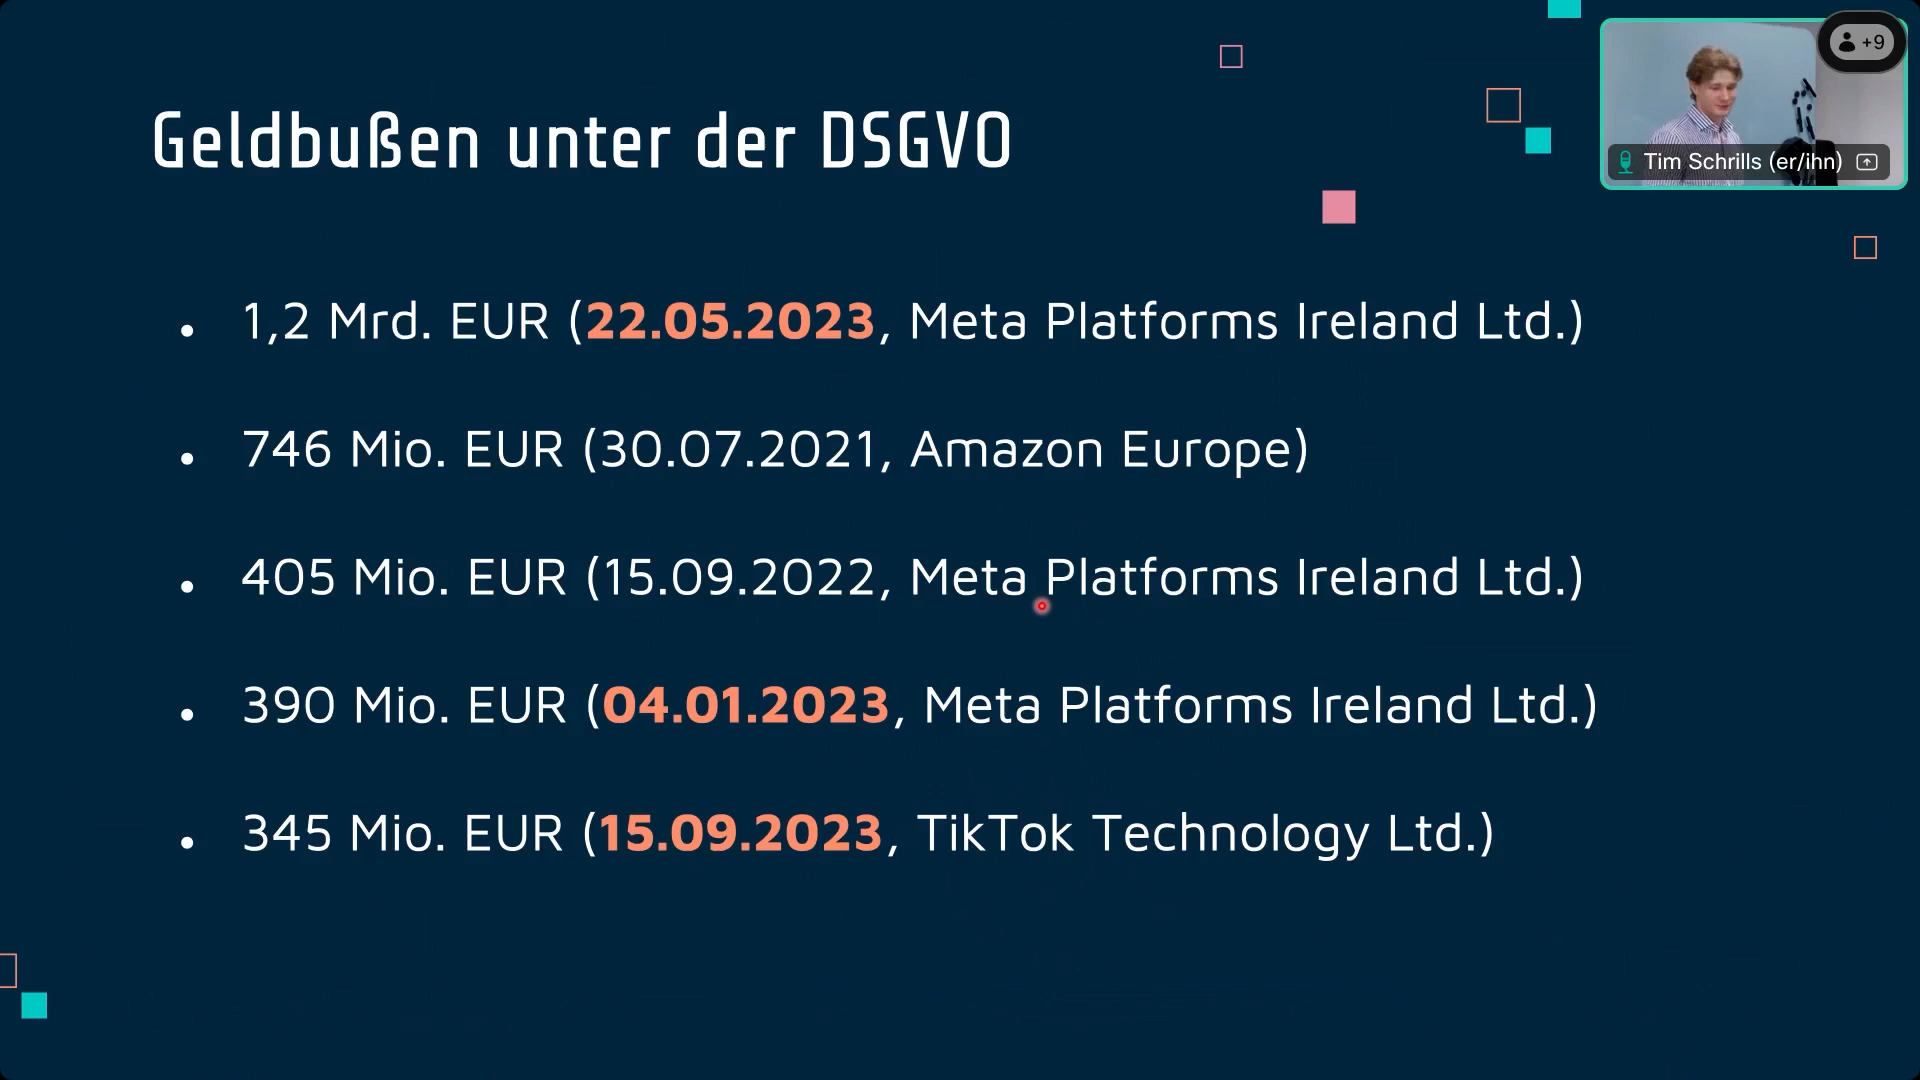 Geldbußen unter der DSGVO
+9
Tim Schrills (er/ihn)
• 1,2 Mrd. EUR (22.05.2023, Meta Platforms Ireland Ltd.)
• 746 Mio. EUR (30.07.2021, Amazon Europe)
• 405 Mio. EUR (15.09.2022, Meta Platforms Ireland Ltd.)
• 390 Mio. EUR (04.01.2023, Meta Platforms Ireland Ltd.)
• 345 Mio. EUR (15.09.2023, TikTok Technology Ltd.)